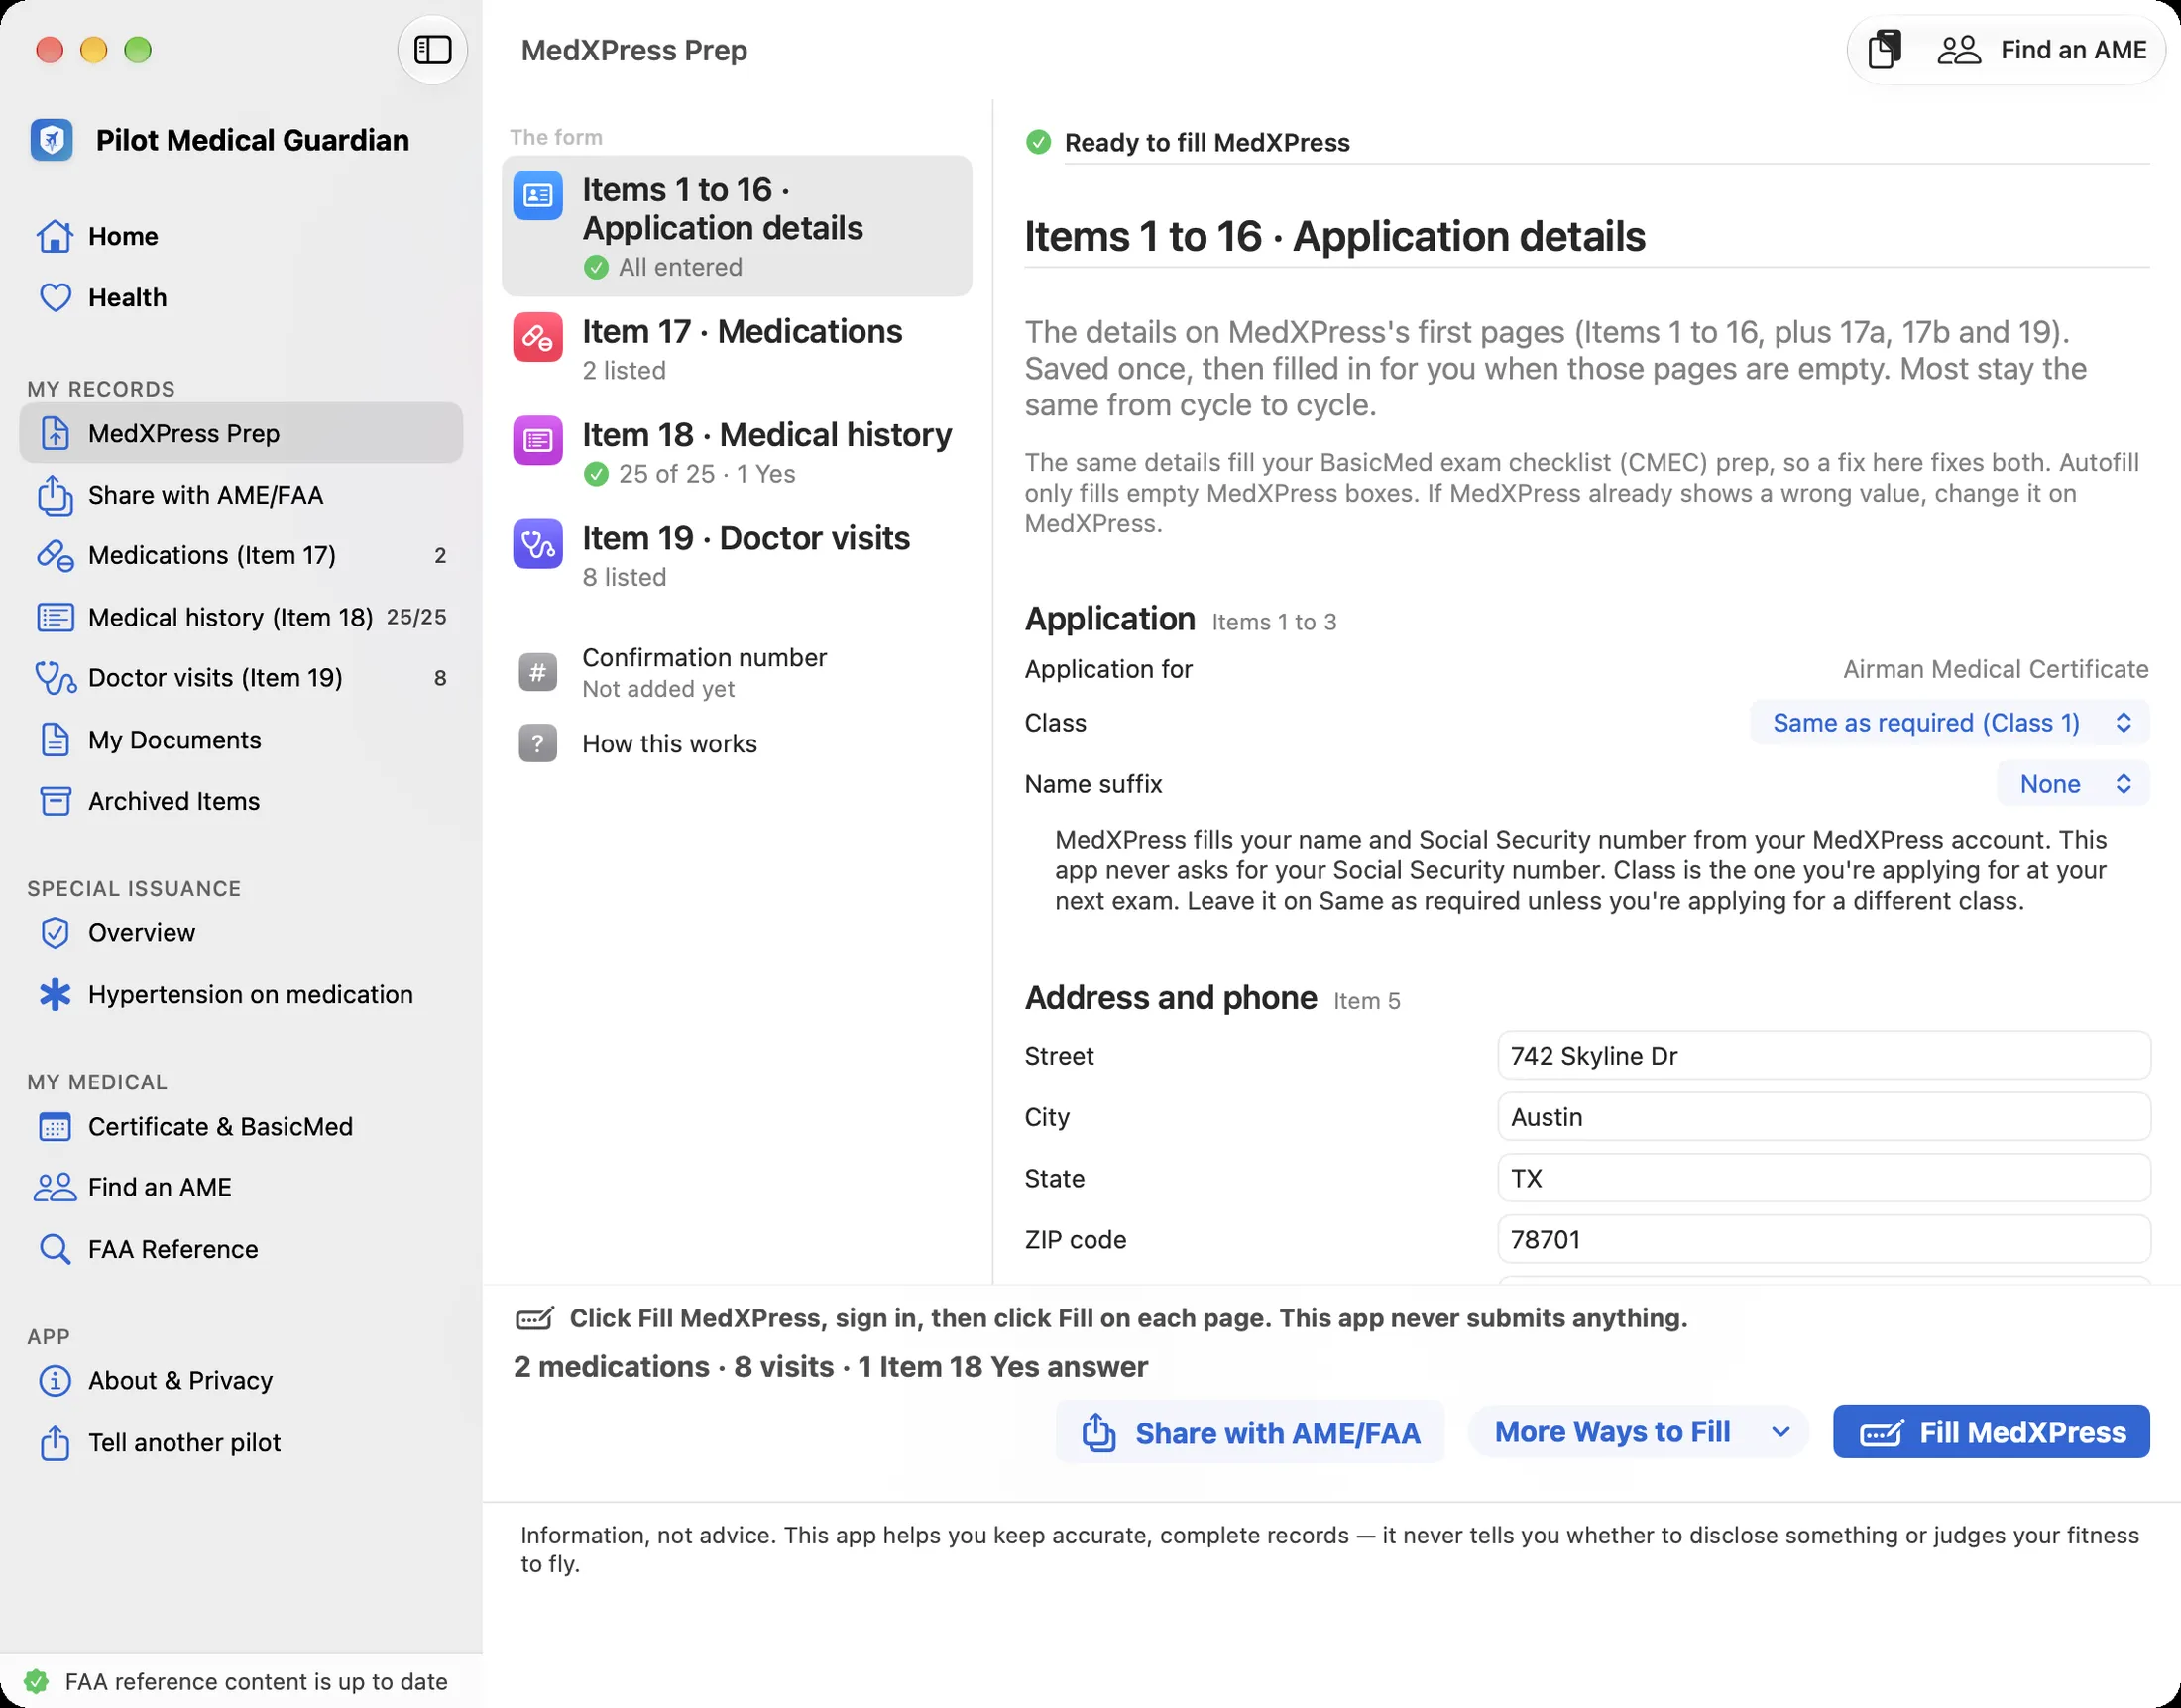 MedXPress Prep
Find an AME
Pilot Medical Guardian
Home
Health
MY RECORDS
MedXPress Prep
Share with AME/FAA
Medications (Item 17) 2
Medical history (Item 18) 25/25
Doctor visits (Item 19) 8
My Documents
Archived Items
SPECIAL ISSUANCE
Overview
Hypertension on medication
MY MEDICAL
Certificate & BasicMed
Find an AME
FAA Reference
APP
About & Privacy
Tell another pilot
FAA reference content is up to date
The form
Items 1 to 16 ·
Application details
All entered
Item 17 · Medications
2 listed
Item 18 · Medical history
25 of 25 · 1 Yes
Item 19 · Doctor visits
8 listed
# Confirmation number
Not added yet
? How this works
Ready to fill MedXPress
Items 1 to 16 · Application details
The details on MedXPress's first pages (Items 1 to 16, plus 17a, 17b and 19).
Saved once, then filled in for you when those pages are empty. Most stay the
same from cycle to cycle.
The same details fill your BasicMed exam checklist (CMEC) prep, so a fix here fixes both. Autofill
only fills empty MedXPress boxes. If MedXPress already shows a wrong value, change it on
MedXPress.
Application Items 1 to 3
Application for Airman Medical Certificate
Class Same as required (Class 1)
Name suffix None
MedXPress fills your name and Social Security number from your MedXPress account. This
app never asks for your Social Security number. Class is the one you're applying for at your
next exam. Leave it on Same as required unless you're applying for a different class.
Address and phone Item 5
Street 742 Skyline Dr
City Austin
State TX
ZIP code 78701
Click Fill MedXPress, sign in, then click Fill on each page. This app never submits anything.
2 medications · 8 visits · 1 Item 18 Yes answer
Share with AME/FAA
More Ways to Fill
Fill MedXPress
Information, not advice. This app helps you keep accurate, complete records — it never tells you whether to disclose something or judges your fitness
to fly.